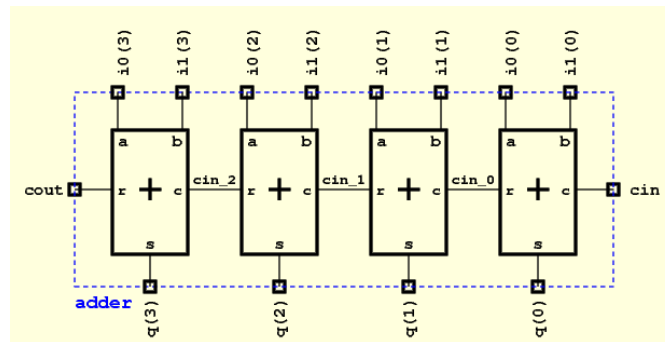 i0(3) i1(3) i0(2) i1(2) i0(1) i1(1) i0(0) i1(0)
a b a b a b a b
cout r + c cin_2 r + c cin_1 r + c cin_0 r + c cin
s s s s
adder
q(3) q(2) q(1) q(0)